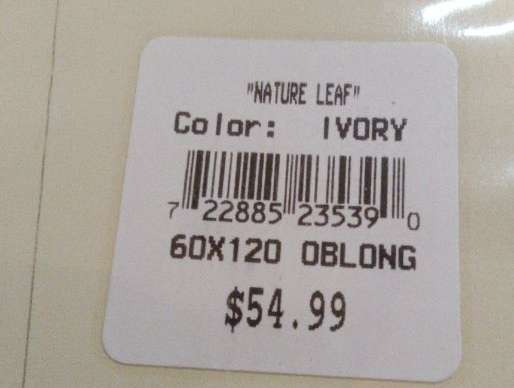 "NATURE LEAF"
Color: IVORY
7 22885 23539 0
60X120 OBLONG
$54.99